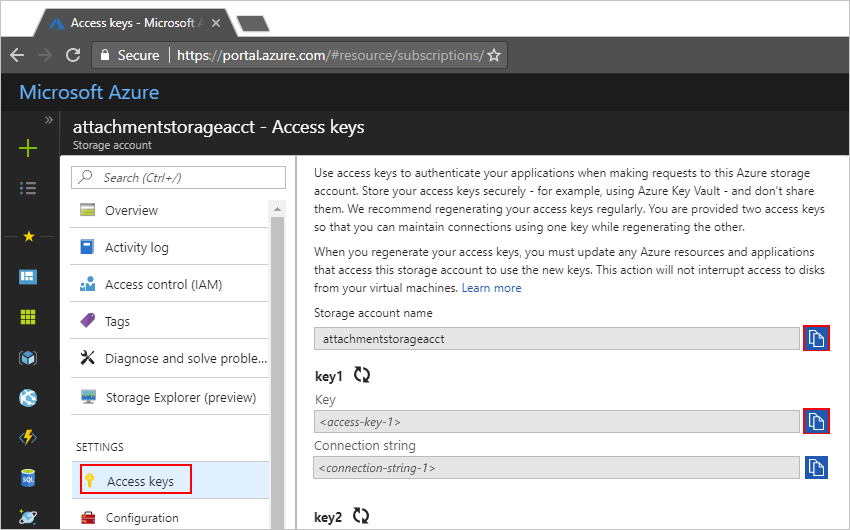 Access keys - Microsoft A
Secure https://portal.azure.com/#resource/subscriptions/
Microsoft Azure
attachmentstorageacct - Access keys
Storage account
Search (Ctrl+/)
Overview
Activity log
Access control (IAM)
Tags
Diagnose and solve proble...
Storage Explorer (preview)
SETTINGS
Access keys
Configuration
Use access keys to authenticate your applications when making requests to this Azure storage
account. Store your access keys securely - for example, using Azure Key Vault - and don't share
them. We recommend regenerating your access keys regularly. You are provided two access keys
so that you can maintain connections using one key while regenerating the other.
When you regenerate your access keys, you must update any Azure resources and applications
that access this storage account to use the new keys. This action will not interrupt access to disks
from your virtual machines. Learn more
Storage account name
attachmentstorageacct
key1
Key
<access-key-1>
Connection string
<connection-string-1>
key2
SQL